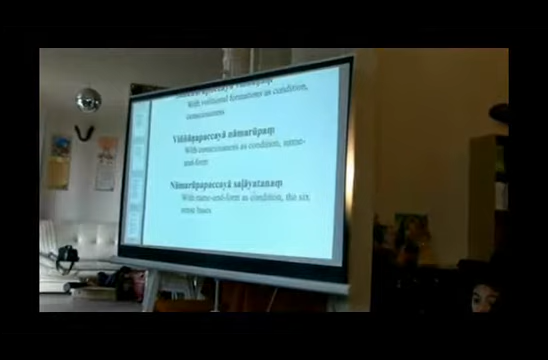 With volitional formations as condition,
consciousness
Viññāṇapaccayā nāmarūpaṃ
With consciousness as condition, name-
and-form
Nāmarūpapaccayā saḷāyatanaṃ
With name-and-form as condition, the six
sense bases